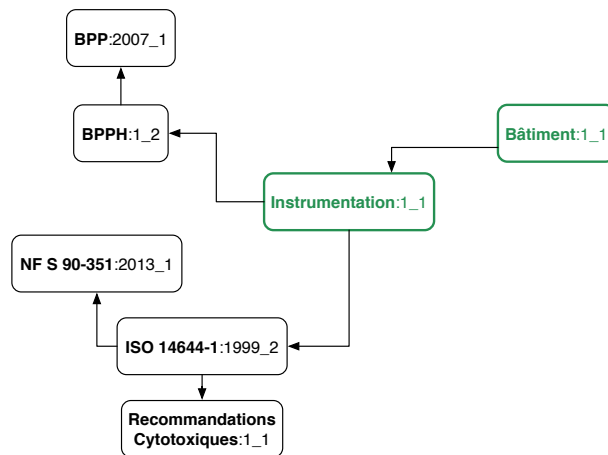 BPP:2007_1
BPPH:1_2
Bâtiment:1_1
Instrumentation:1_1
NF S 90-351:2013_1
ISO 14644-1:1999_2
Recommandations
Cytotoxiques:1_1